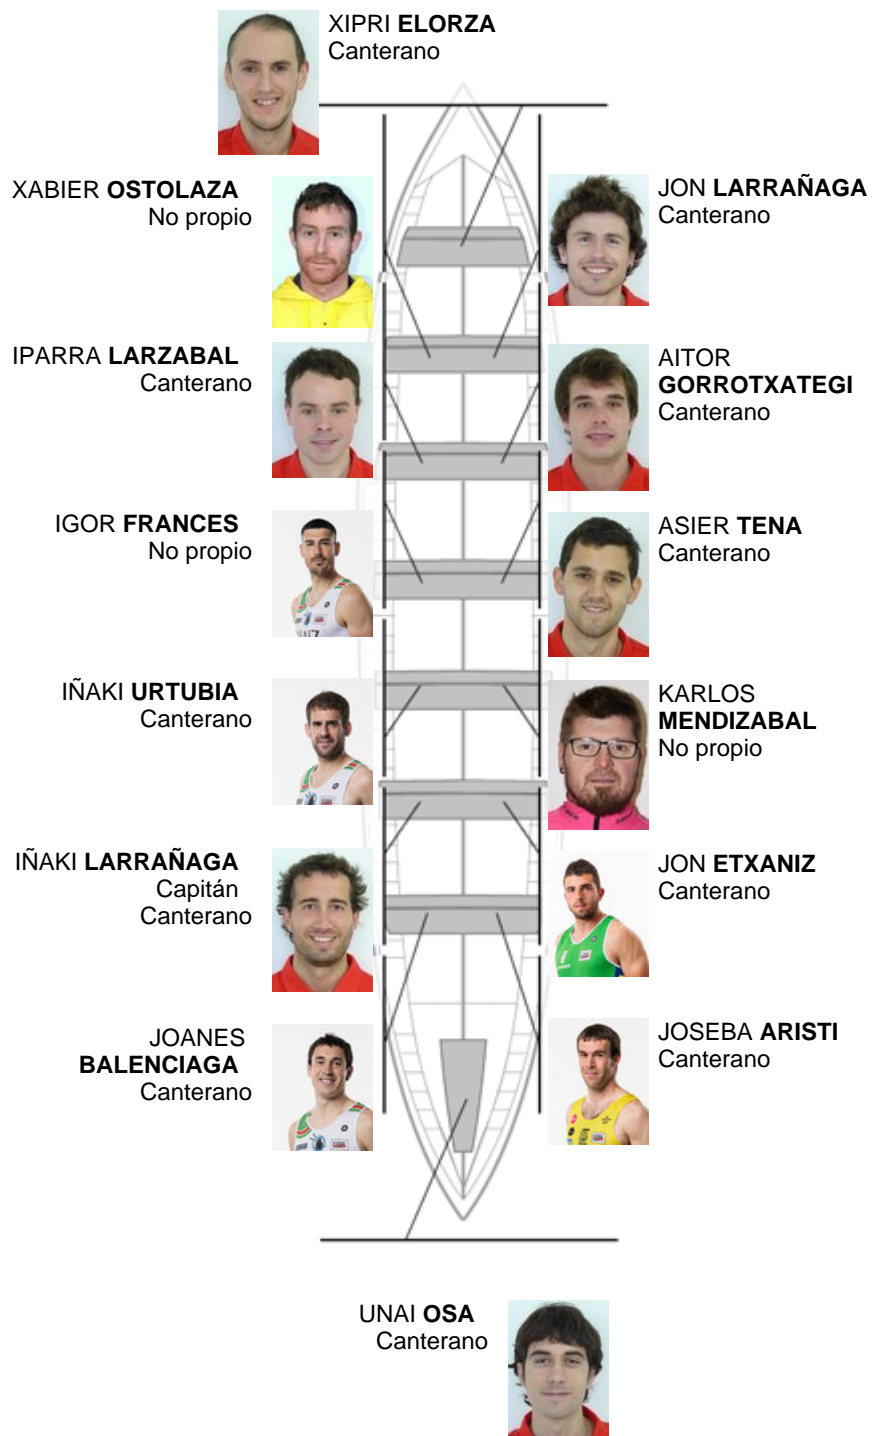 XIPRI ELORZA
Canterano
XABIER OSTOLAZA
No propio
JON LARRAÑAGA
Canterano
IPARRA LARZABAL
Canterano
AITOR
GORROTXATEGI
Canterano
IGOR FRANCES
No propio
ASIER TENA
Canterano
IÑAKI URTUBIA
Canterano
KARLOS
MENDIZABAL
No propio
IÑAKI LARRAÑAGA
Capitán
Canterano
JON ETXANIZ
Canterano
JOANES
BALENCIAGA
Canterano
JOSEBA ARISTI
Canterano
UNAI OSA
Canterano